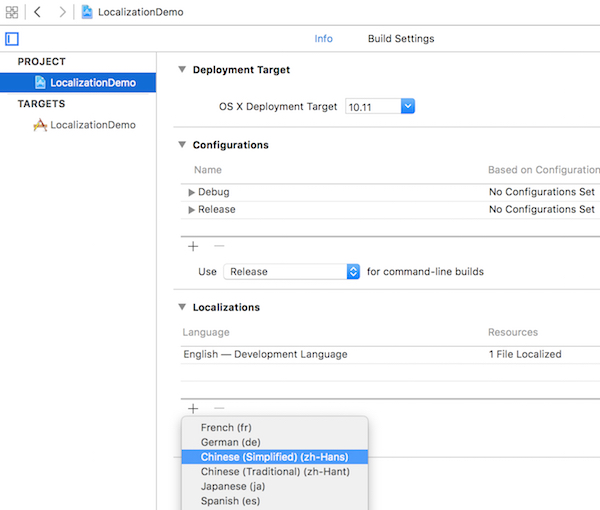 LocalizationDemo
Info Build Settings
PROJECT
LocalizationDemo
TARGETS
LocalizationDemo
Deployment Target
OS X Deployment Target 10.11
Configurations
Name Based on Configuration
Debug No Configurations Set
Release No Configurations Set
+ —
Use Release for command-line builds
Localizations
Language Resources
English — Development Language 1 File Localized
+ —
French (fr)
German (de)
Chinese (Simplified) (zh-Hans)
Chinese (Traditional) (zh-Hant)
Japanese (ja)
Spanish (es)